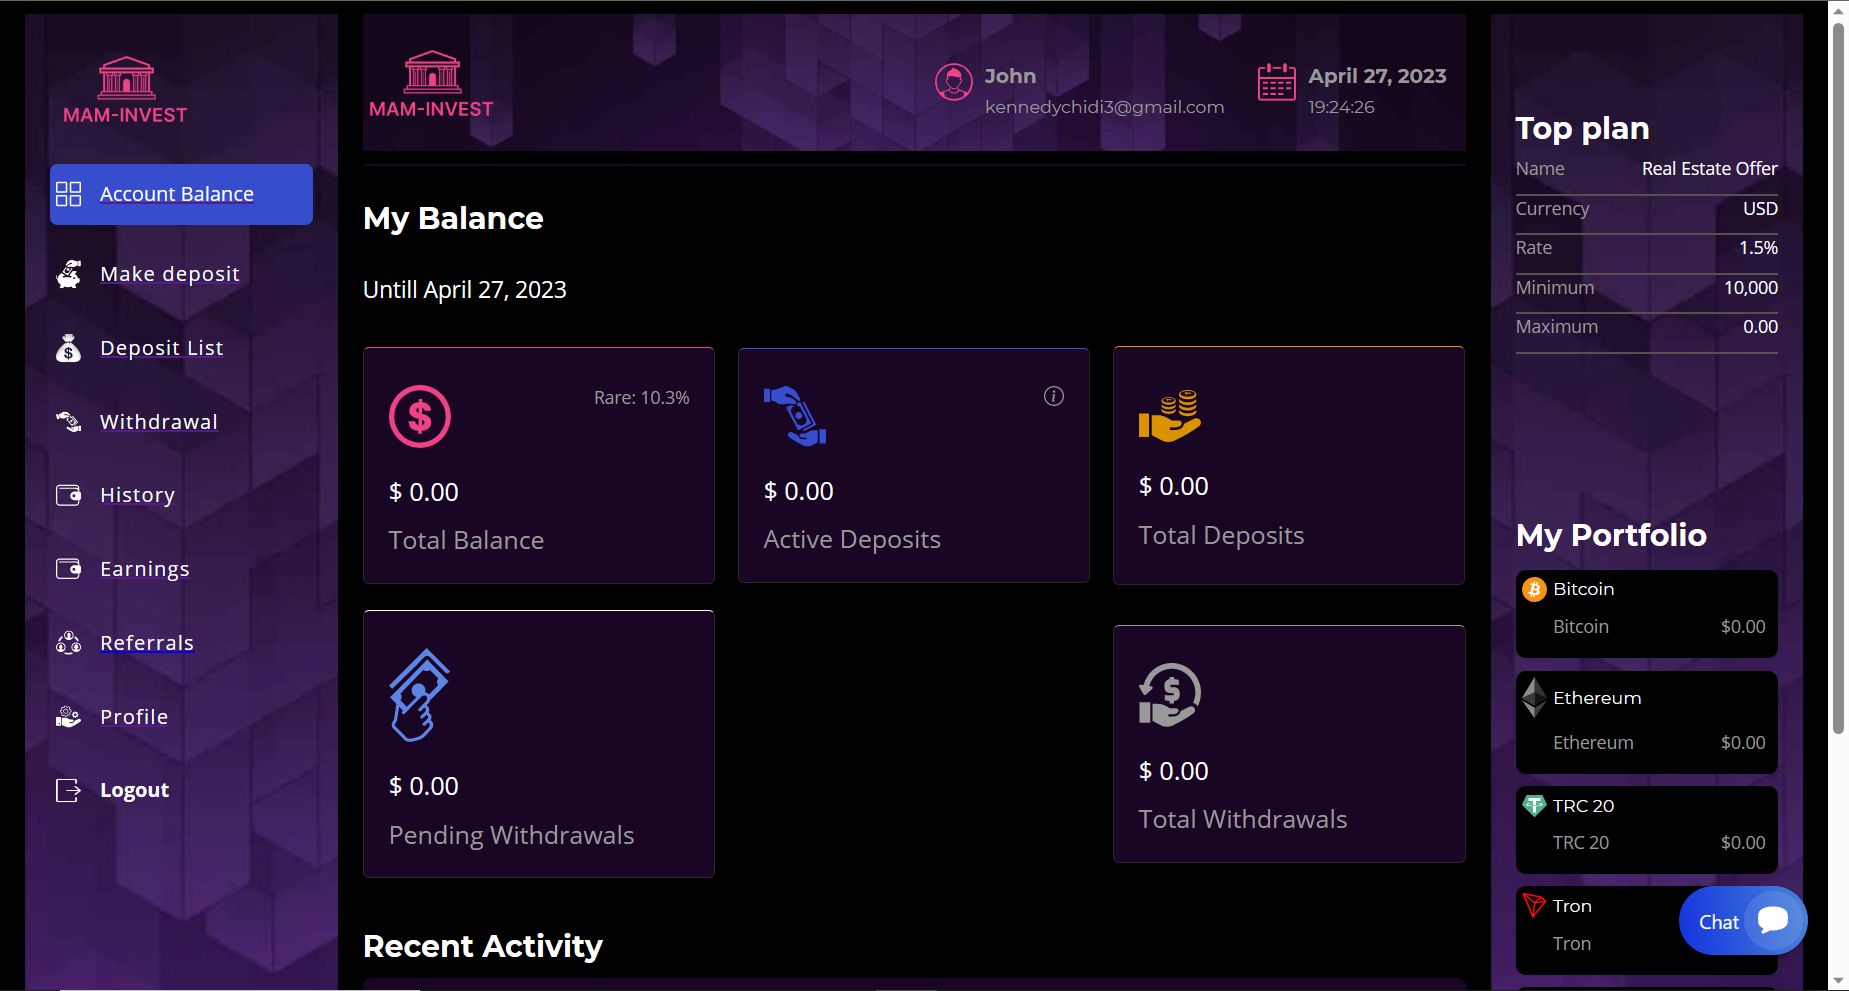 MAM-INVEST
Account Balance
Make deposit
Deposit List
Withdrawal
History
Earnings
Referrals
Profile
Logout
MAM-INVEST
John
kennedychidi3@gmail.com
April 27, 2023
19:24:26
My Balance
Untill April 27, 2023
Rare: 10.3%
$ 0.00
Total Balance
$ 0.00
Active Deposits
$ 0.00
Total Deposits
$ 0.00
Pending Withdrawals
$ 0.00
Total Withdrawals
Recent Activity
Top plan
Name Real Estate Offer
Currency USD
Rate 1.5%
Minimum 10,000
Maximum 0.00
My Portfolio
Bitcoin
Bitcoin $0.00
Ethereum
Ethereum $0.00
TRC 20
TRC 20 $0.00
Tron
Tron
Chat